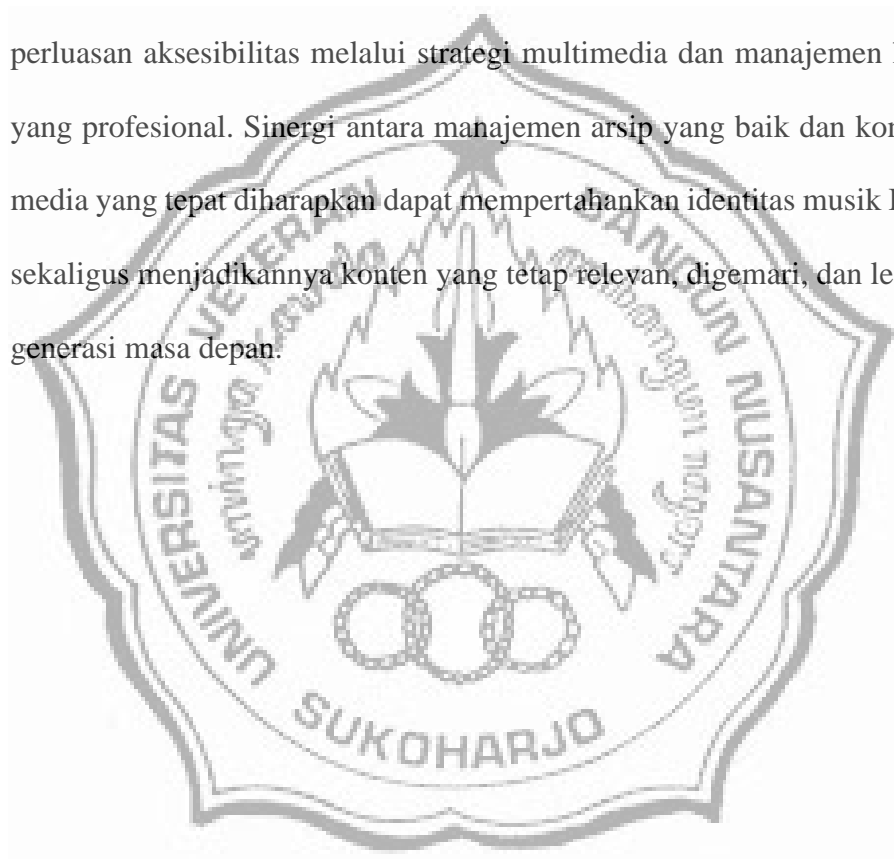 perluasan aksesibilitas melalui strategi multimedia dan manajemen
yang profesional. Sinergi antara manajemen arsip yang baik dan
media yang tepat diharapkan dapat mempertahankan identitas musik
sekaligus menjadikannya konten yang tetap relevan, digemari, dan
generasi masa depan.
UNIVERSITAS VETERAN BANGUN NUSANTARA
SUKOHARJO